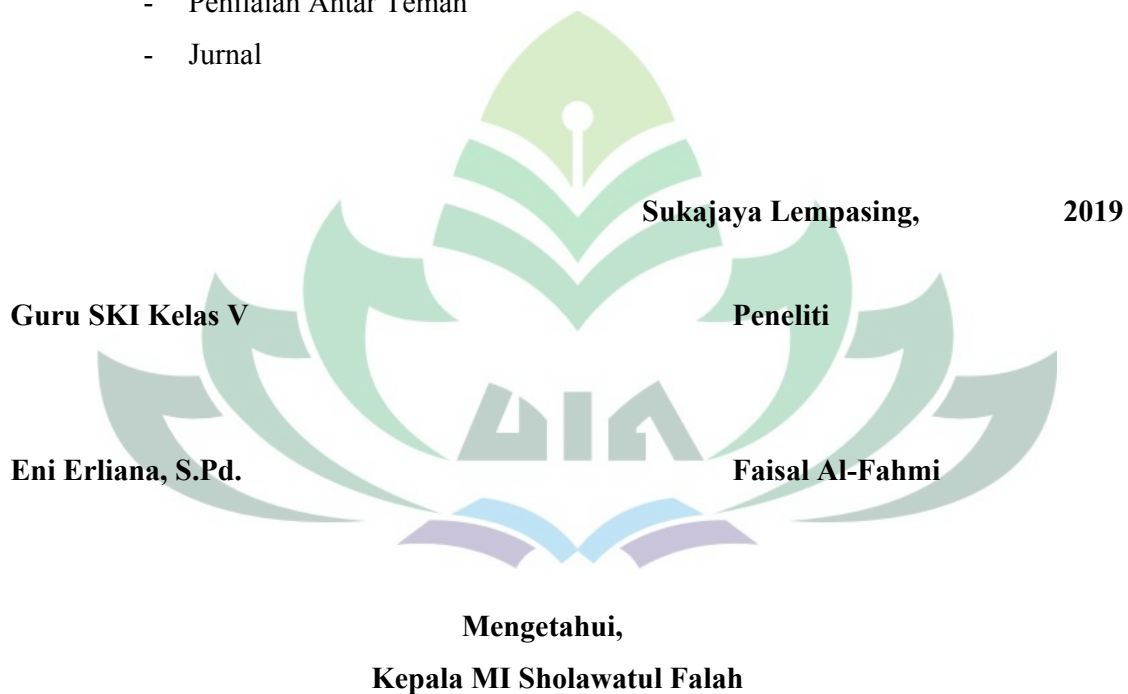 - Penilaian Antar Teman
- Jurnal
Sukajaya Lempasing, 2019
Guru SKI Kelas V Peneliti
UIN
Eni Erliana, S.Pd. Faisal Al-Fahmi
Mengetahui,
Kepala MI Sholawatul Falah